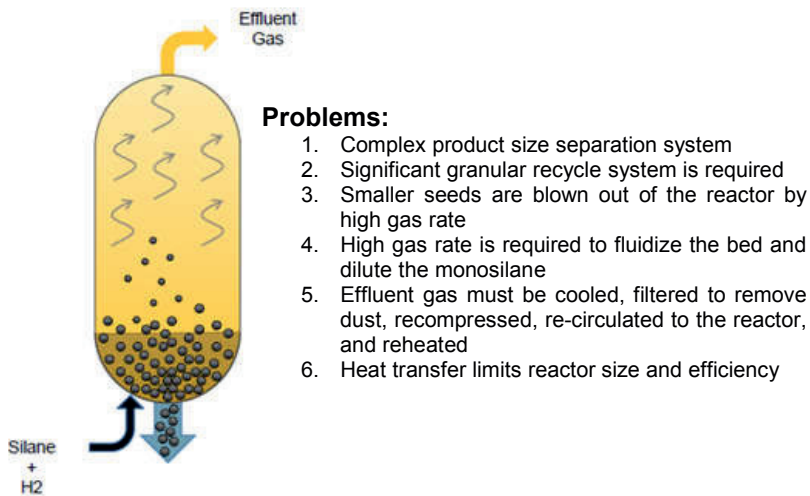 Effluent
Gas
Problems:
1. Complex product size separation system
2. Significant granular recycle system is required
3. Smaller seeds are blown out of the reactor by
high gas rate
4. High gas rate is required to fluidize the bed and
dilute the monosilane
5. Effluent gas must be cooled, filtered to remove
dust, recompressed, re-circulated to the reactor,
and reheated
6. Heat transfer limits reactor size and efficiency
Silane
+
H2